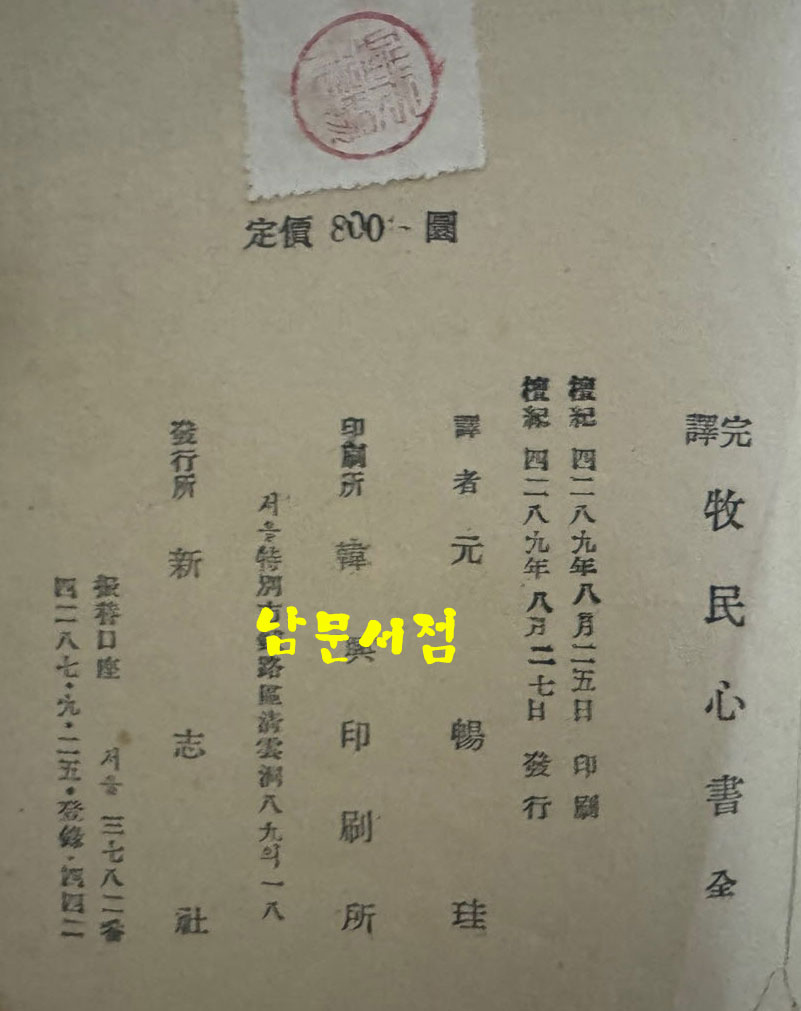 定價 800 圜
完譯 牧民心書 全
檀紀 四二八九年八月二五日 印刷
檀紀 四二八九年八月二七日 發行
譯者 元暢珪
印刷所 韓興印刷所
서울特別市鍾路區淸雲洞八九의一八
發行所 新志社
振替口座 서울 三七八二番
四二八七·九·二五·登錄·四四二
남문서점